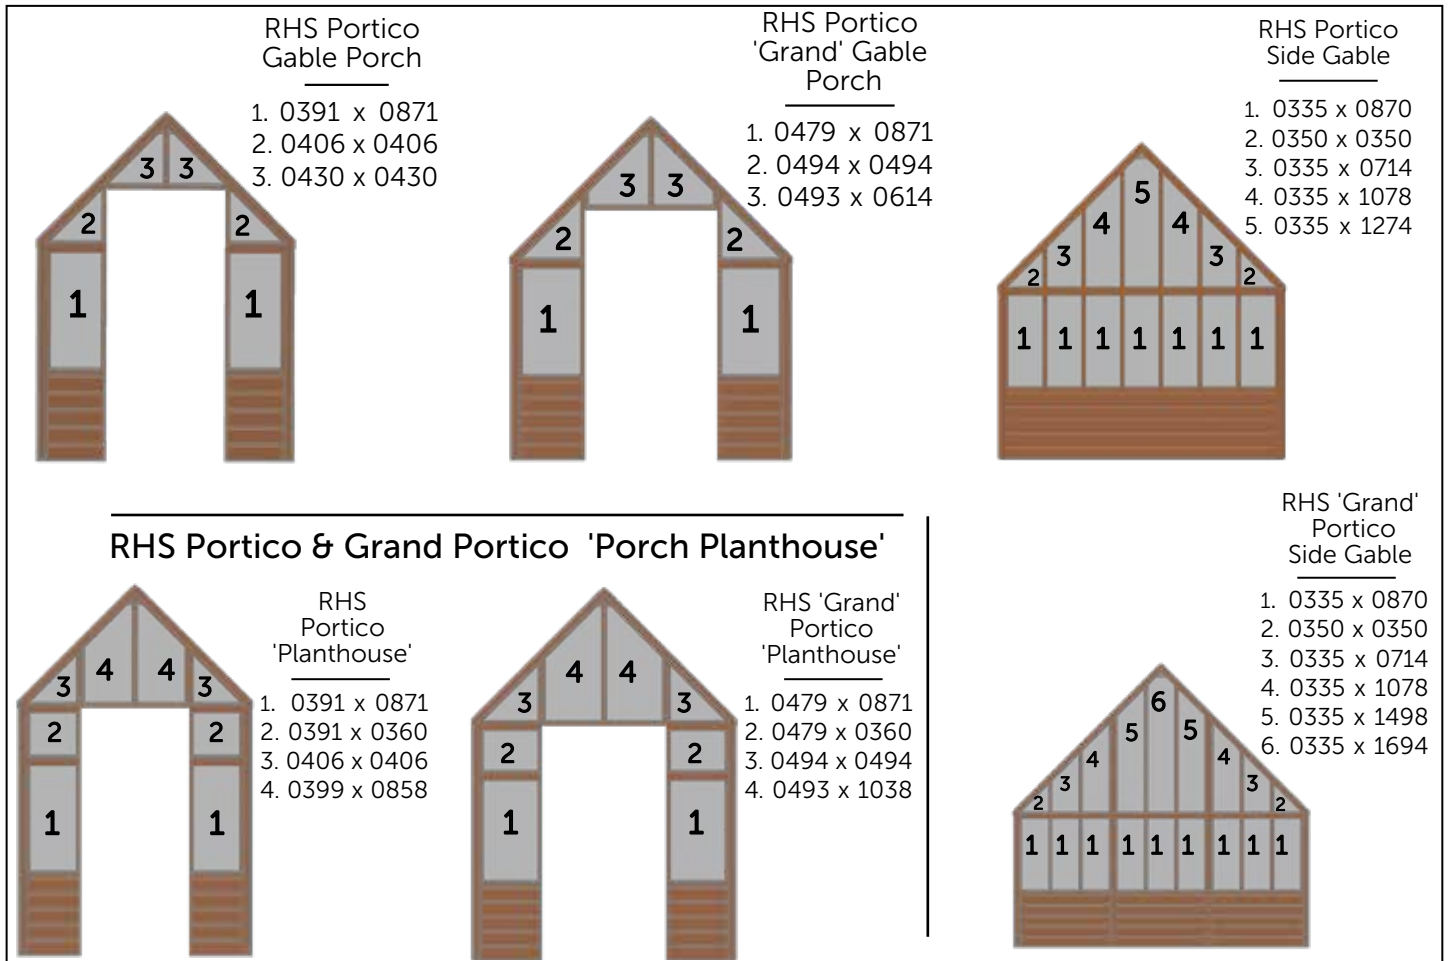 RHS Portico
Gable Porch
1. 0391 x 0871
2. 0406 x 0406
3. 0430 x 0430
3 3
2 2
1 1
RHS Portico
'Grand' Gable
Porch
1. 0479 x 0871
2. 0494 x 0494
3. 0493 x 0614
3 3
2 2
1 1
RHS Portico
Side Gable
1. 0335 x 0870
2. 0350 x 0350
3. 0335 x 0714
4. 0335 x 1078
5. 0335 x 1274
5
4 4
3 3
2 2
1 1 1 1 1 1 1
RHS Portico & Grand Portico 'Porch Planthouse'
RHS
Portico
'Planthouse'
1. 0391 x 0871
2. 0391 x 0360
3. 0406 x 0406
4. 0399 x 0858
4 4
3 3
2 2
1 1
RHS 'Grand'
Portico
'Planthouse'
1. 0479 x 0871
2. 0479 x 0360
3. 0494 x 0494
4. 0493 x 1038
4 4
3 3
2 2
1 1
RHS 'Grand'
Portico
Side Gable
1. 0335 x 0870
2. 0350 x 0350
3. 0335 x 0714
4. 0335 x 1078
5. 0335 x 1498
6. 0335 x 1694
6
5 5
4 4
3 3
2 2
1 1 1 1 1 1 1 1 1